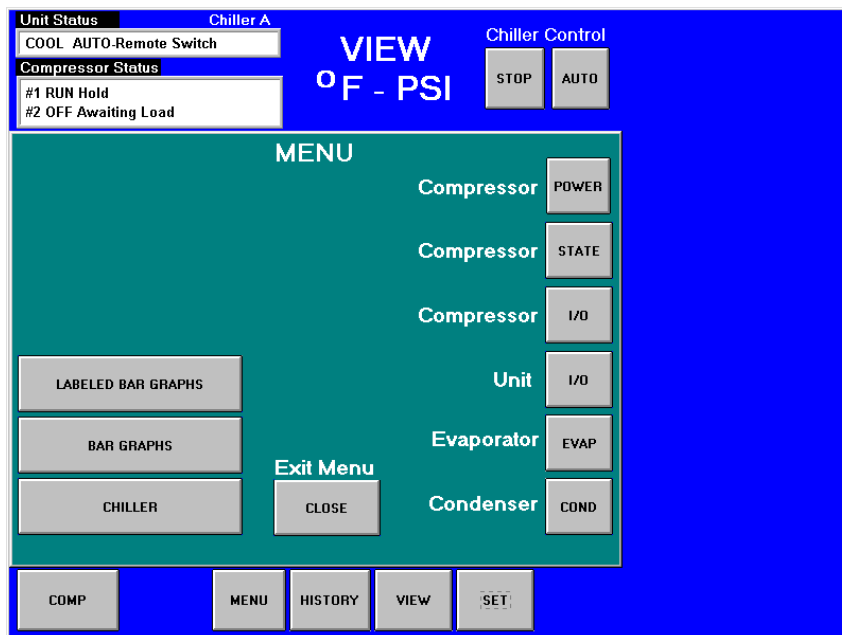 Unit Status Chiller A
COOL AUTO-Remote Switch
Compressor Status
#1 RUN Hold
#2 OFF Awaiting Load
VIEW
ºF - PSI
Chiller Control
STOP AUTO
MENU
Compressor POWER
Compressor STATE
Compressor I/O
Unit I/O
Evaporator EVAP
Condenser COND
LABELED BAR GRAPHS
BAR GRAPHS
CHILLER
Exit Menu
CLOSE
COMP MENU HISTORY VIEW SET